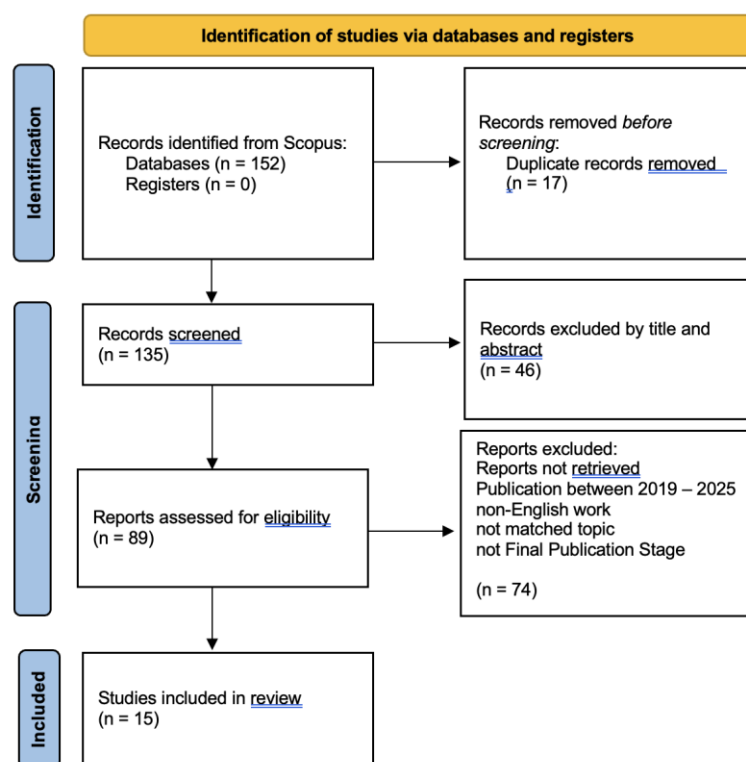 Identification of studies via databases and registers
Identification
Records identified from Scopus:
Databases (n = 152)
Registers (n = 0)
Records removed before
screening:
Duplicate records removed
(n = 17)
Screening
Records screened
(n = 135)
Records excluded by title and
abstract
(n = 46)
Reports assessed for eligibility
(n = 89)
Reports excluded:
Reports not retrieved
Publication between 2019 – 2025
non-English work
not matched topic
not Final Publication Stage
(n = 74)
Included
Studies included in review
(n = 15)